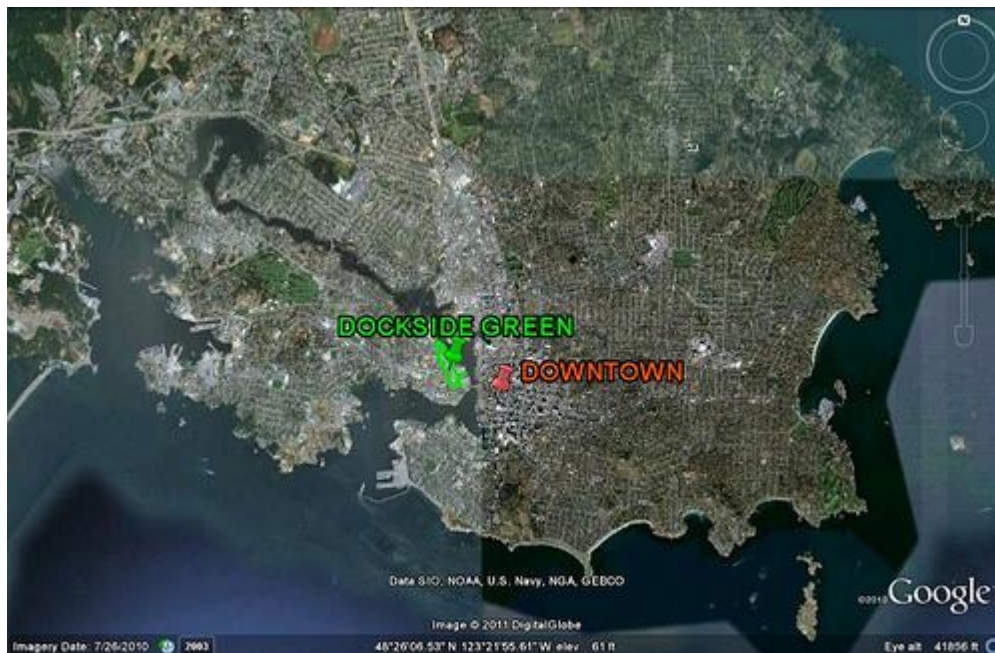 N
DOCKSIDE GREEN
DOWNTOWN
Data SIO, NOAA, U.S. Navy, NGA, GEBCO
©2010 Google
Image © 2011 DigitalGlobe
Imagery Date: 7/26/2010 2003 48°26'06.53" N 123°21'55.61" W elev 61 ft Eye alt 41856 ft